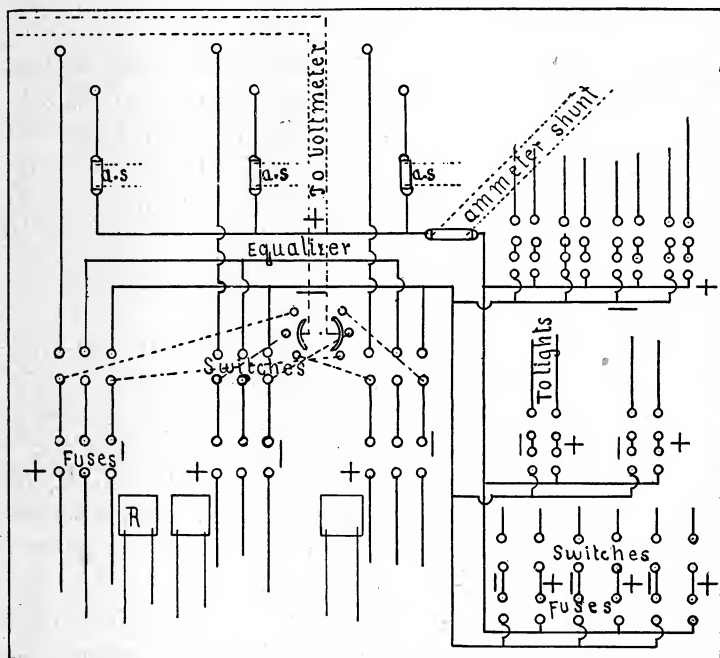 To Voltmeter
+
ammeter shunt
a.s
a.s
a.s
Equalizer
+
—
Switches
To lights
— + — +
Fuses
+ — + — + —
R
Switches
— + — + — +
Fuses